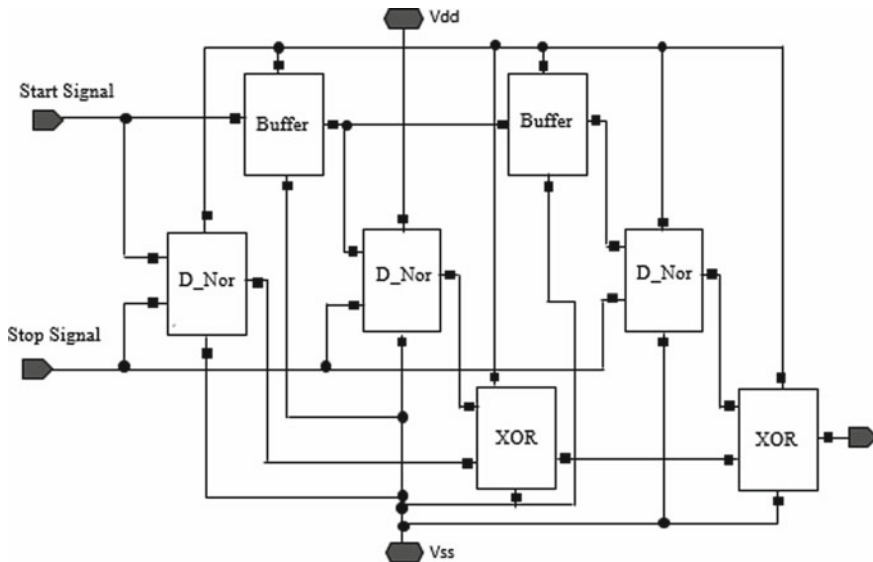 Vdd
Start Signal
Buffer
Buffer
D_Nor
D_Nor
D_Nor
Stop Signal
XOR
XOR
Vss